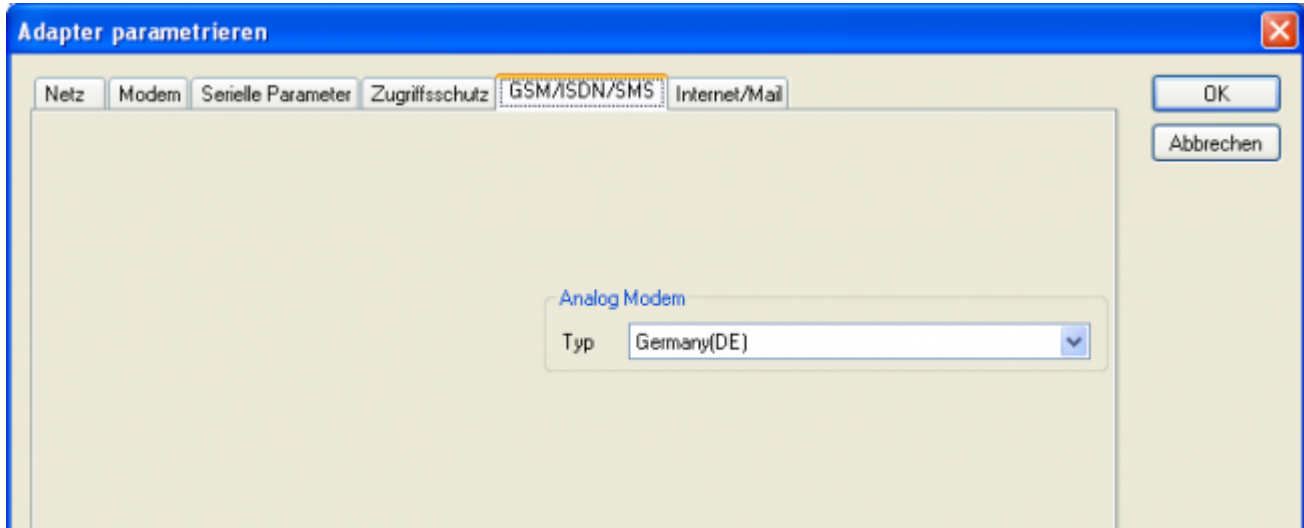 Adapter parametrieren
Netz Modem Serielle Parameter Zugriffsschutz GSM/ISDN/SMS Internet/Mail
OK
Abbrechen
Analog Modem
Typ Germany(DE)